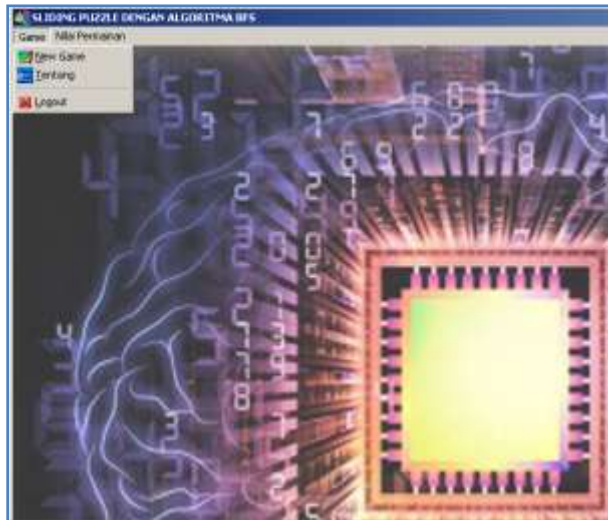 SLIDING PUZZLE DENGAN ALGORITMA BFS
Game Nilai Permainan
New Game
Tentang
Logout